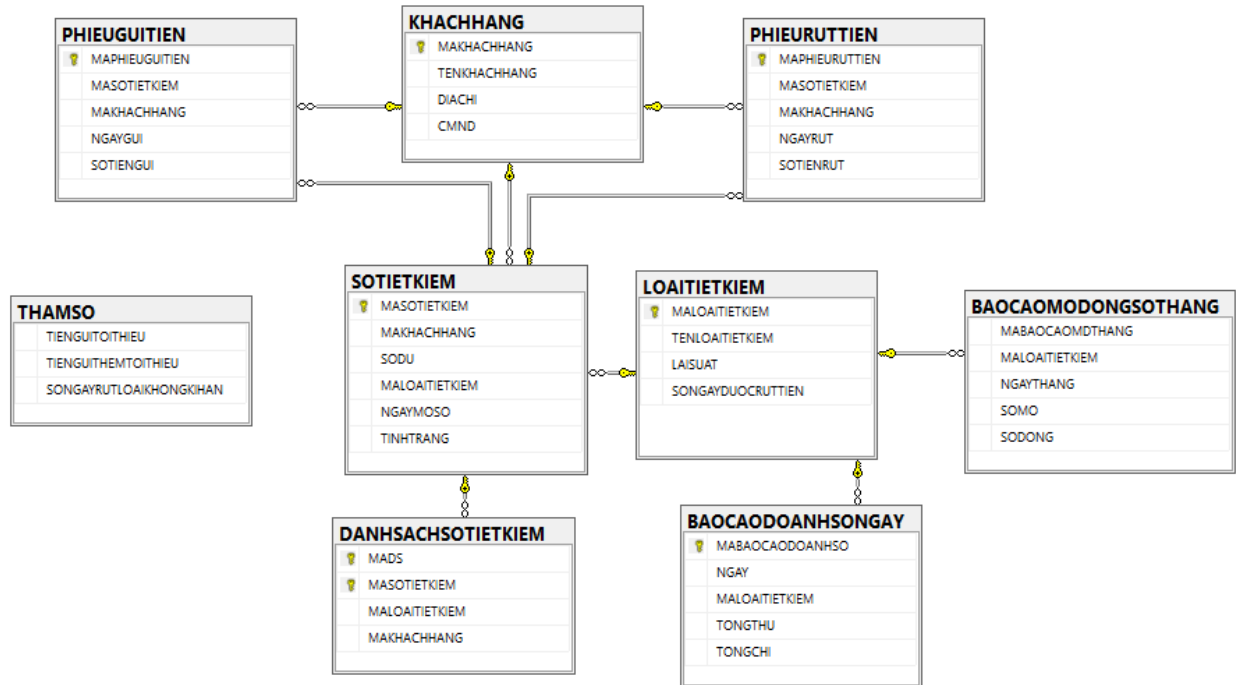 PHIEUGUITIEN
MAPHIEUGUITIEN
MASOTIETKIEM
MAKHACHHANG
NGAYGUI
SOTIENGUI
KHACHHANG
MAKHACHHANG
TENKHACHHANG
DIACHI
CMND
PHIEURUTTIEN
MAPHIEURUTTIEN
MASOTIETKIEM
MAKHACHHANG
NGAYRUT
SOTIENRUT
THAMSO
TIENGUITOITHIEU
TIENGUITHEMTOITHIEU
SONGAYRUTLOAIKHONGKIHAN
SOTIETKIEM
MASOTIETKIEM
MAKHACHHANG
SODU
MALOAITIETKIEM
NGAYMOSO
TINHTRANG
LOAITIETKIEM
MALOAITIETKIEM
TENLOAITIETKIEM
LAISUAT
SONGAYDUOCRUTTIEN
BAOCAOMODONGSOTHANG
MABAOCAOMDTHANG
MALOAITIETKIEM
NGAYTHANG
SOMO
SODONG
DANHSACHSOTIETKIEM
MADS
MASOTIETKIEM
MALOAITIETKIEM
MAKHACHHANG
BAOCAODOANHSONGAY
MABAOCAODOANHSO
NGAY
MALOAITIETKIEM
TONGTHU
TONGCHI